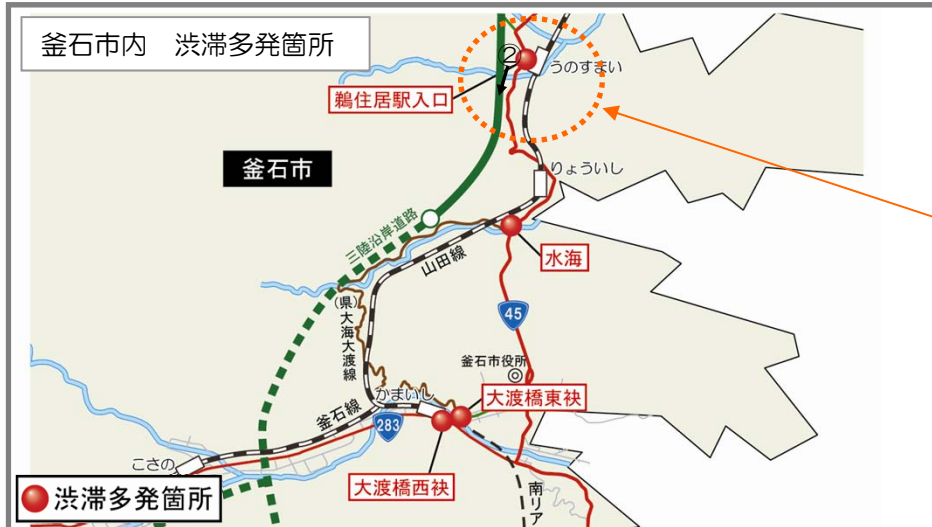 釜石市内 渋滞多発箇所
②
うのすまい
鵜住居駅入口
釜石市
りょういし
三陸沿岸道路
水海
山田線
(県)大海大渡線
45
釜石市役所
かまいし
大渡橋東袂
釜石線
283
こさの
大渡橋西袂
南リア
渋滞多発箇所